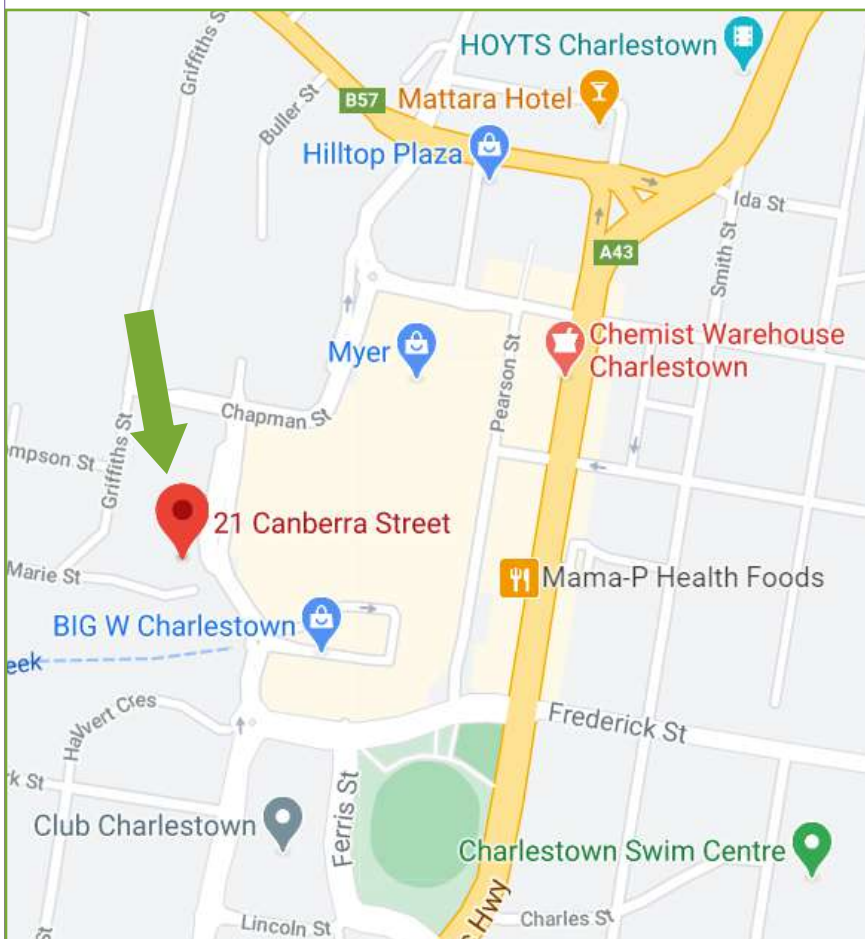 Griffiths St
HOYTS Charlestown
B57
Mattara Hotel
Buller St
Hilltop Plaza
Ida St
Smith St
A43
Myer
Pearson St
Chemist Warehouse
Charlestown
Chapman St
mpson St
Griffiths St
21 Canberra Street
Marie St
Mama-P Health Foods
BIG W Charlestown
eek
Frederick St
rk St
Ferris St
Club Charlestown
Charlestown Swim Centre
Lincoln St
s Hwy
Charles St
st